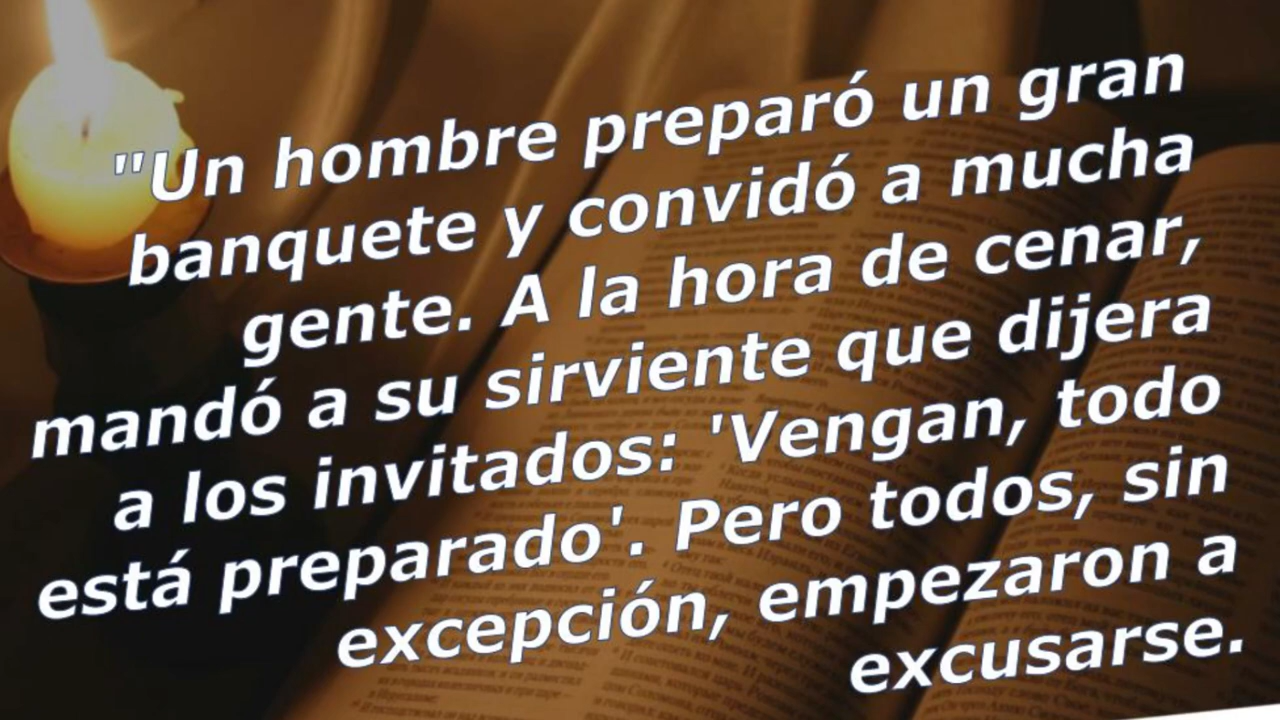 "Un hombre preparó un gran
banquete y convidó a mucha
gente. A la hora de cenar,
mandó a su sirviente que dijera
a los invitados: 'Vengan, todo
está preparado'. Pero todos, sin
excepción, empezaron a
excusarse.